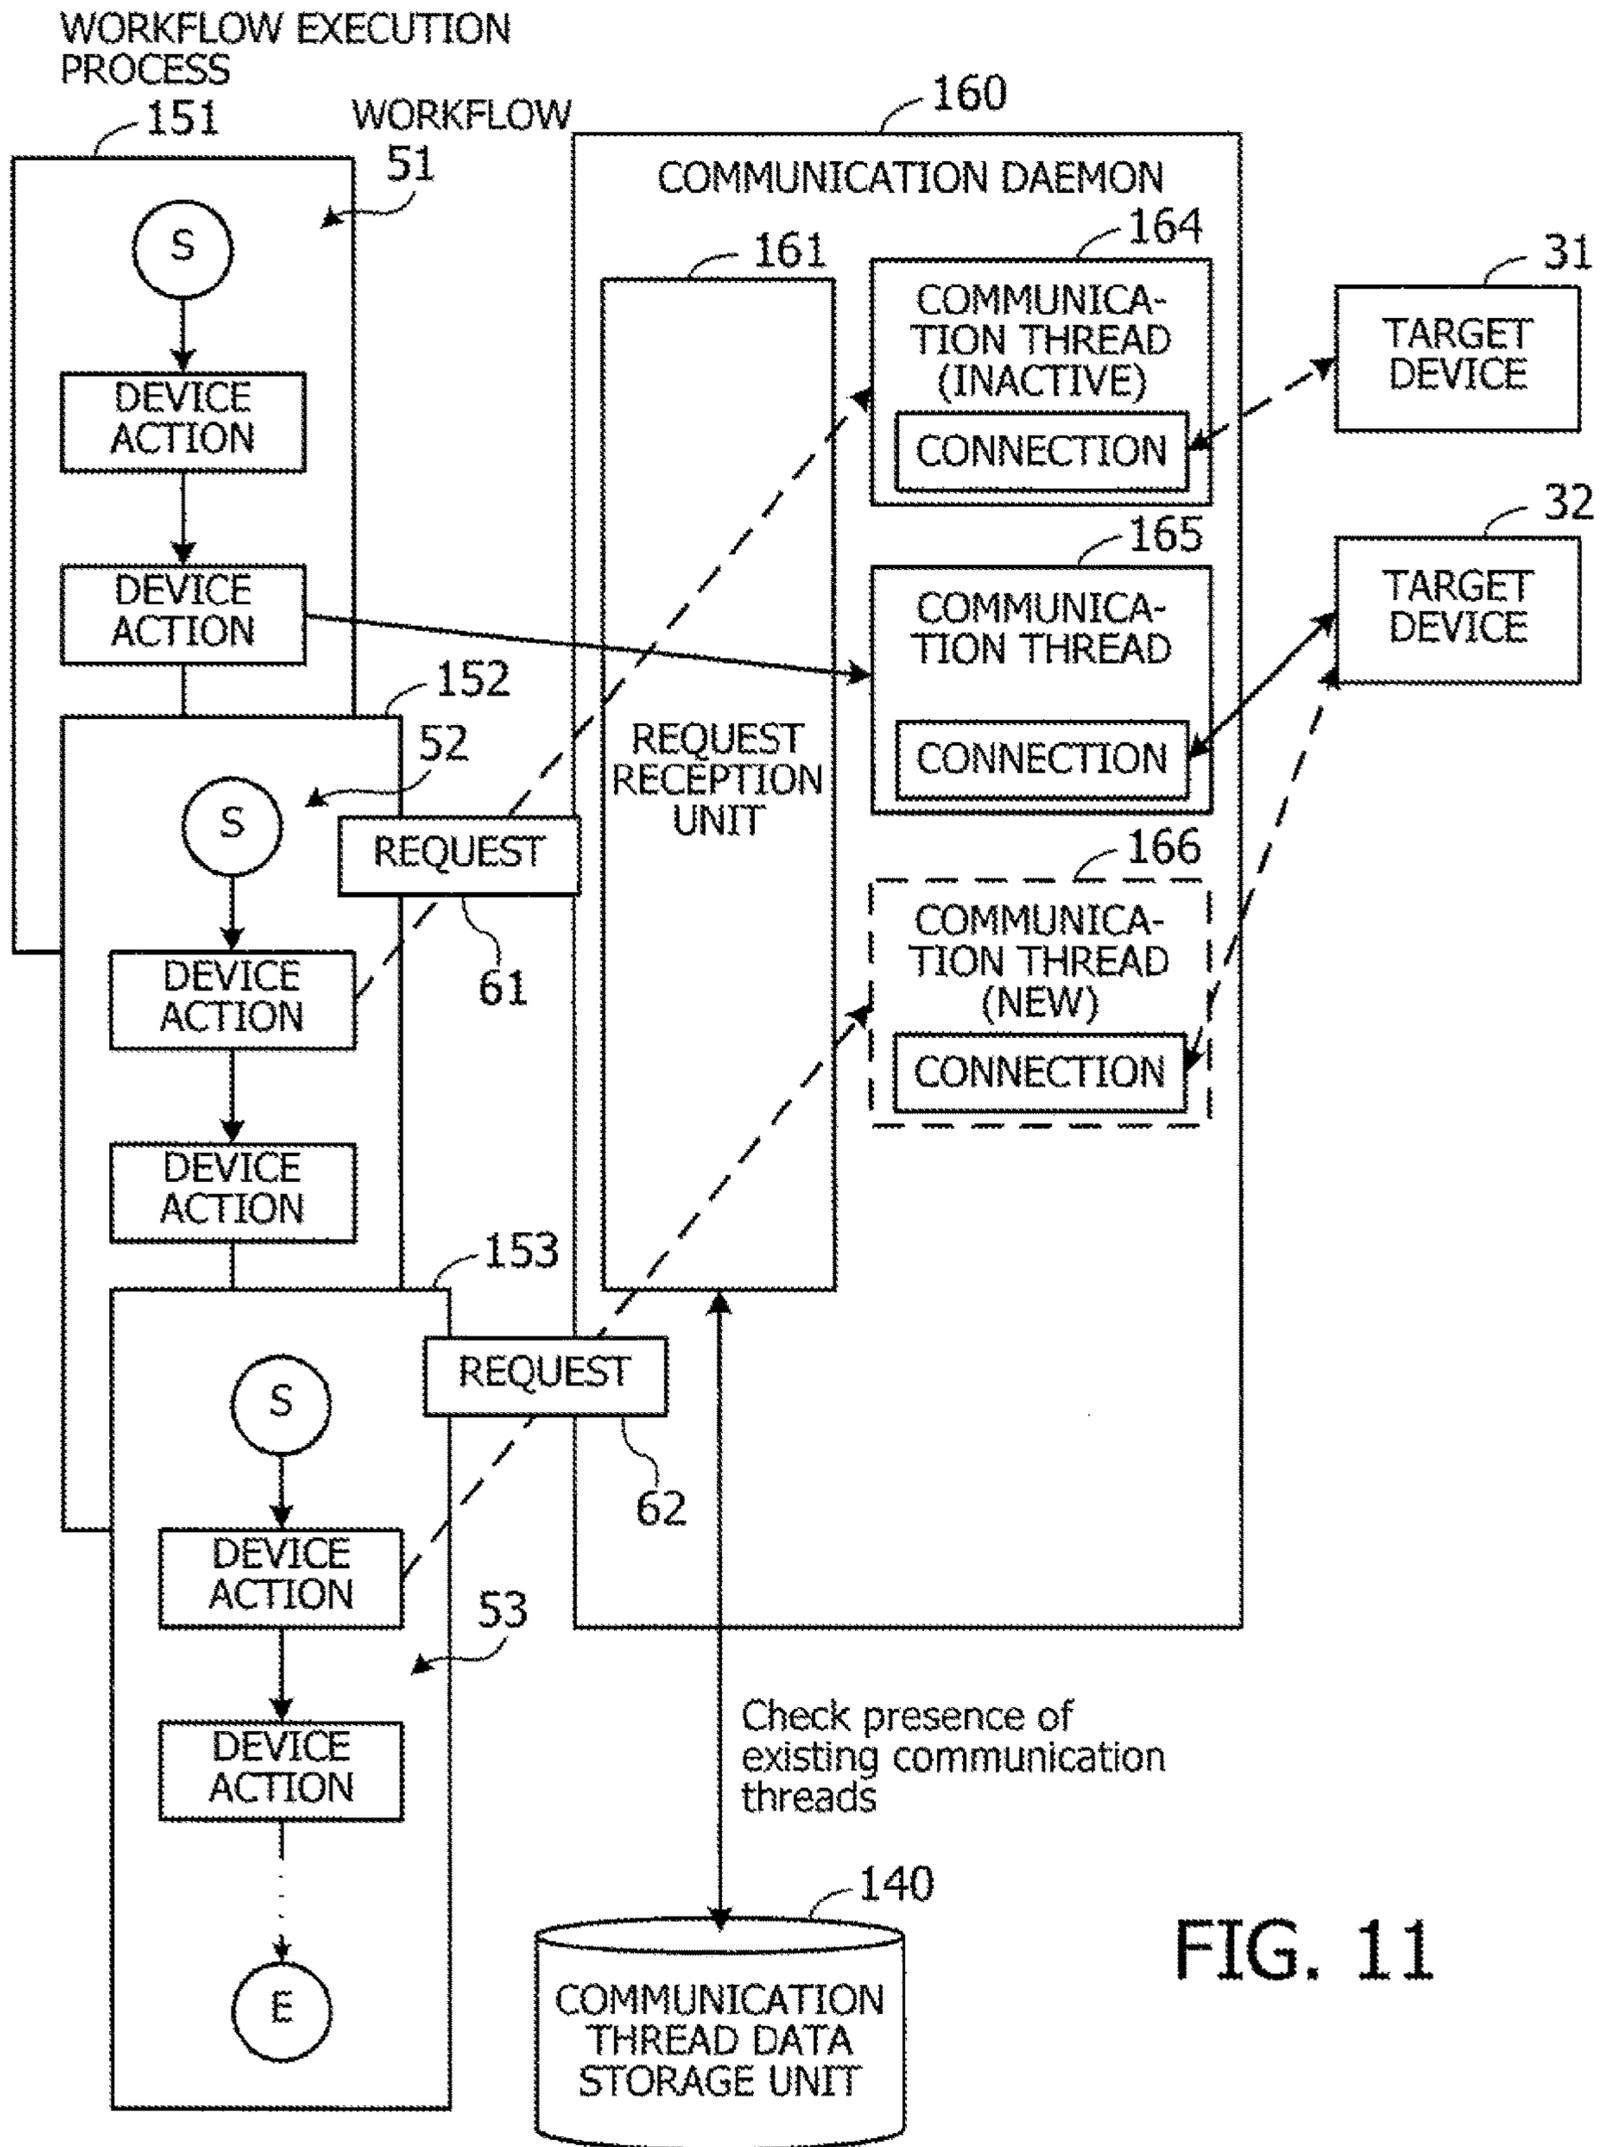 WORKFLOW EXECUTION
PROCESS
151
WORKFLOW
51
S
DEVICE
ACTION
DEVICE
ACTION
152
52
S
REQUEST
61
DEVICE
ACTION
DEVICE
ACTION
153
S
REQUEST
62
DEVICE
ACTION
53
DEVICE
ACTION
E
160
COMMUNICATION DAEMON
161
REQUEST
RECEPTION
UNIT
164
COMMUNICA-
TION THREAD
(INACTIVE)
CONNECTION
165
COMMUNICA-
TION THREAD
CONNECTION
166
COMMUNICA-
TION THREAD
(NEW)
CONNECTION
31
TARGET
DEVICE
32
TARGET
DEVICE
Check presence of
existing communication
threads
140
COMMUNICATION
THREAD DATA
STORAGE UNIT
FIG. 11